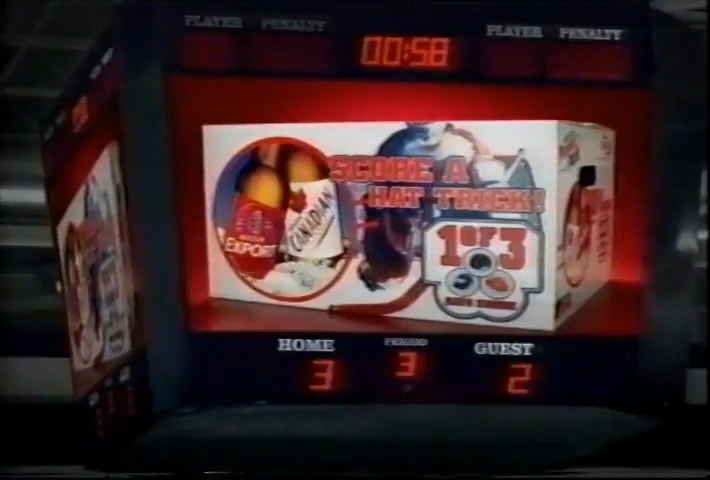 PLAYER PENALTY
00:58
PLAYER PENALTY
SCORE A
HAT TRICK!
EXPORT
CANADIAN
1 OF 3
HOME
3
PERIOD
3
GUEST
2